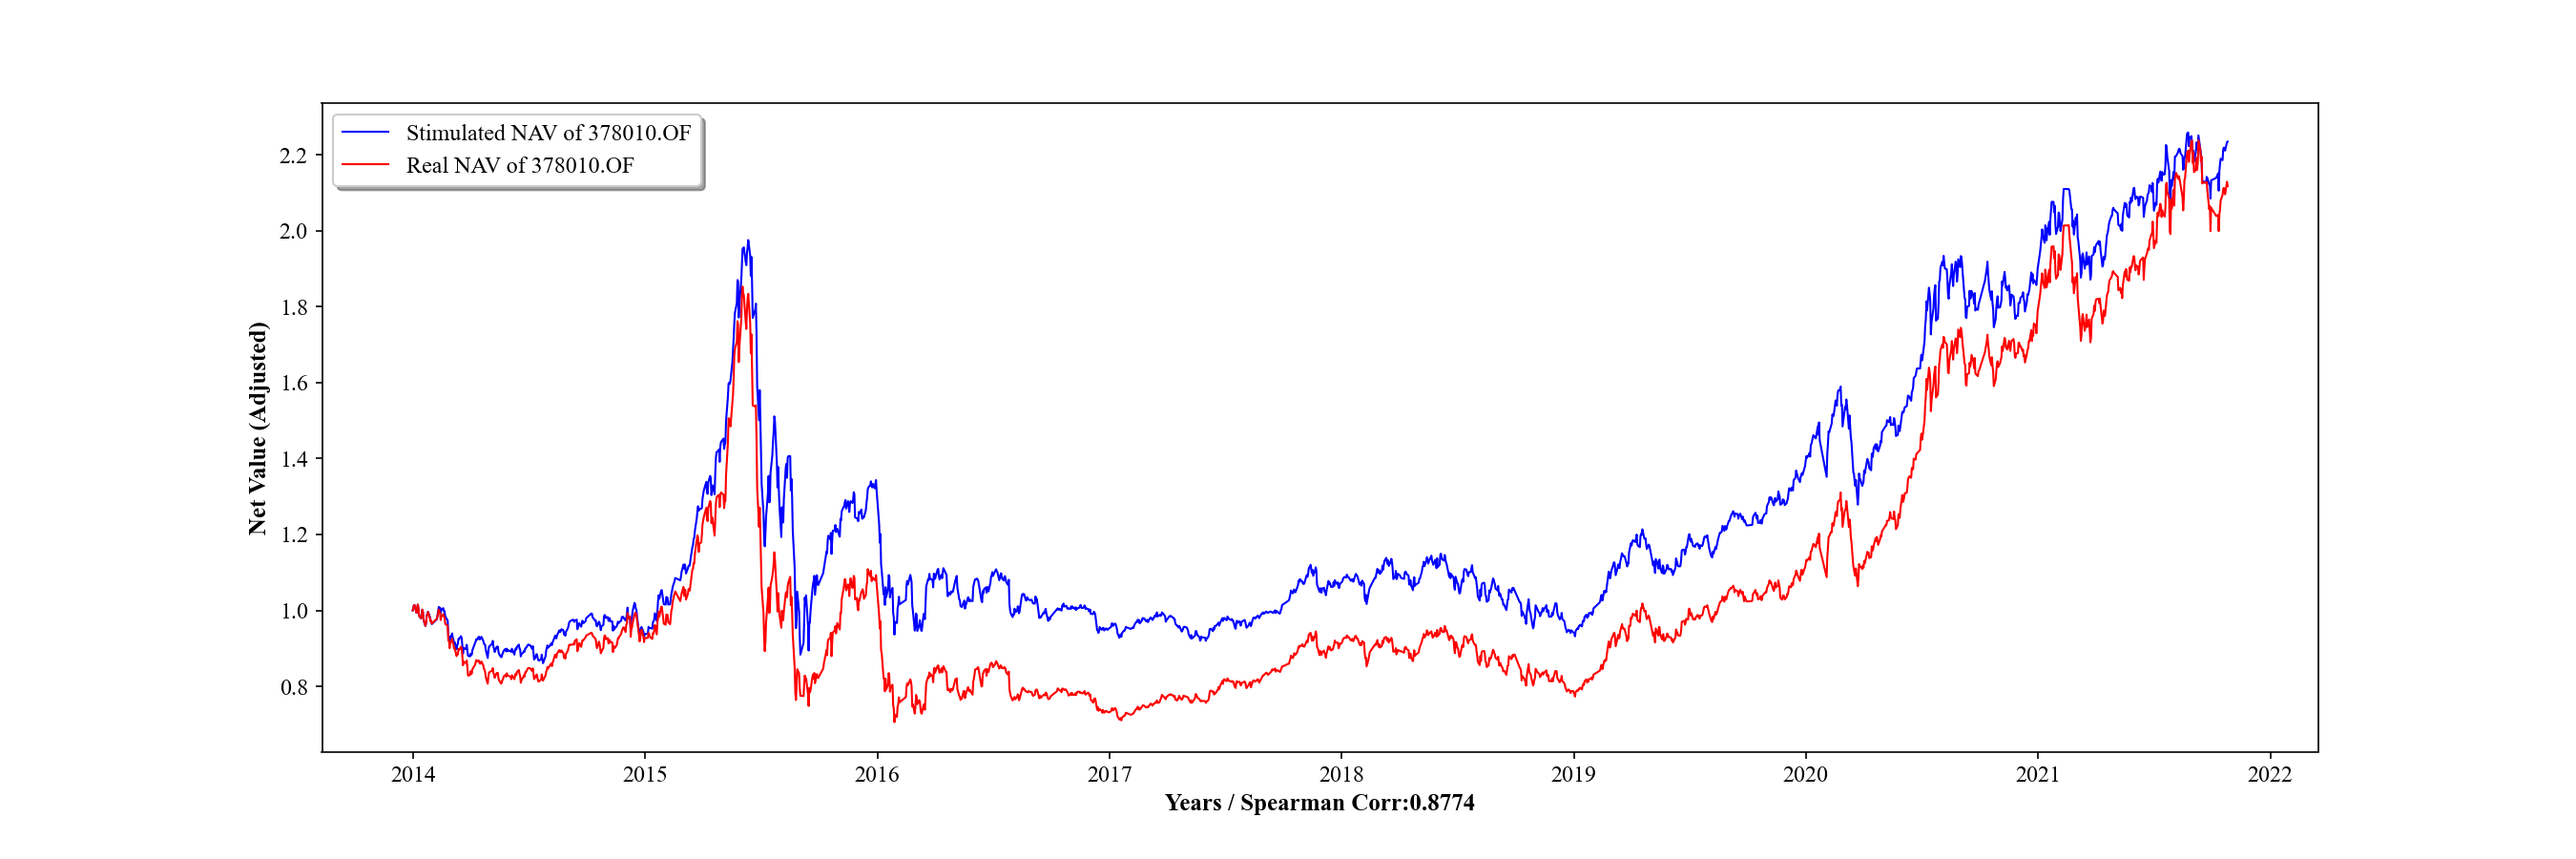 Stimulated NAV of 378010.OF
Real NAV of 378010.OF
Net Value (Adjusted)
2.2
2.0
1.8
1.6
1.4
1.2
1.0
0.8
2014 2015 2016 2017 2018 2019 2020 2021 2022
Years / Spearman Corr:0.8774